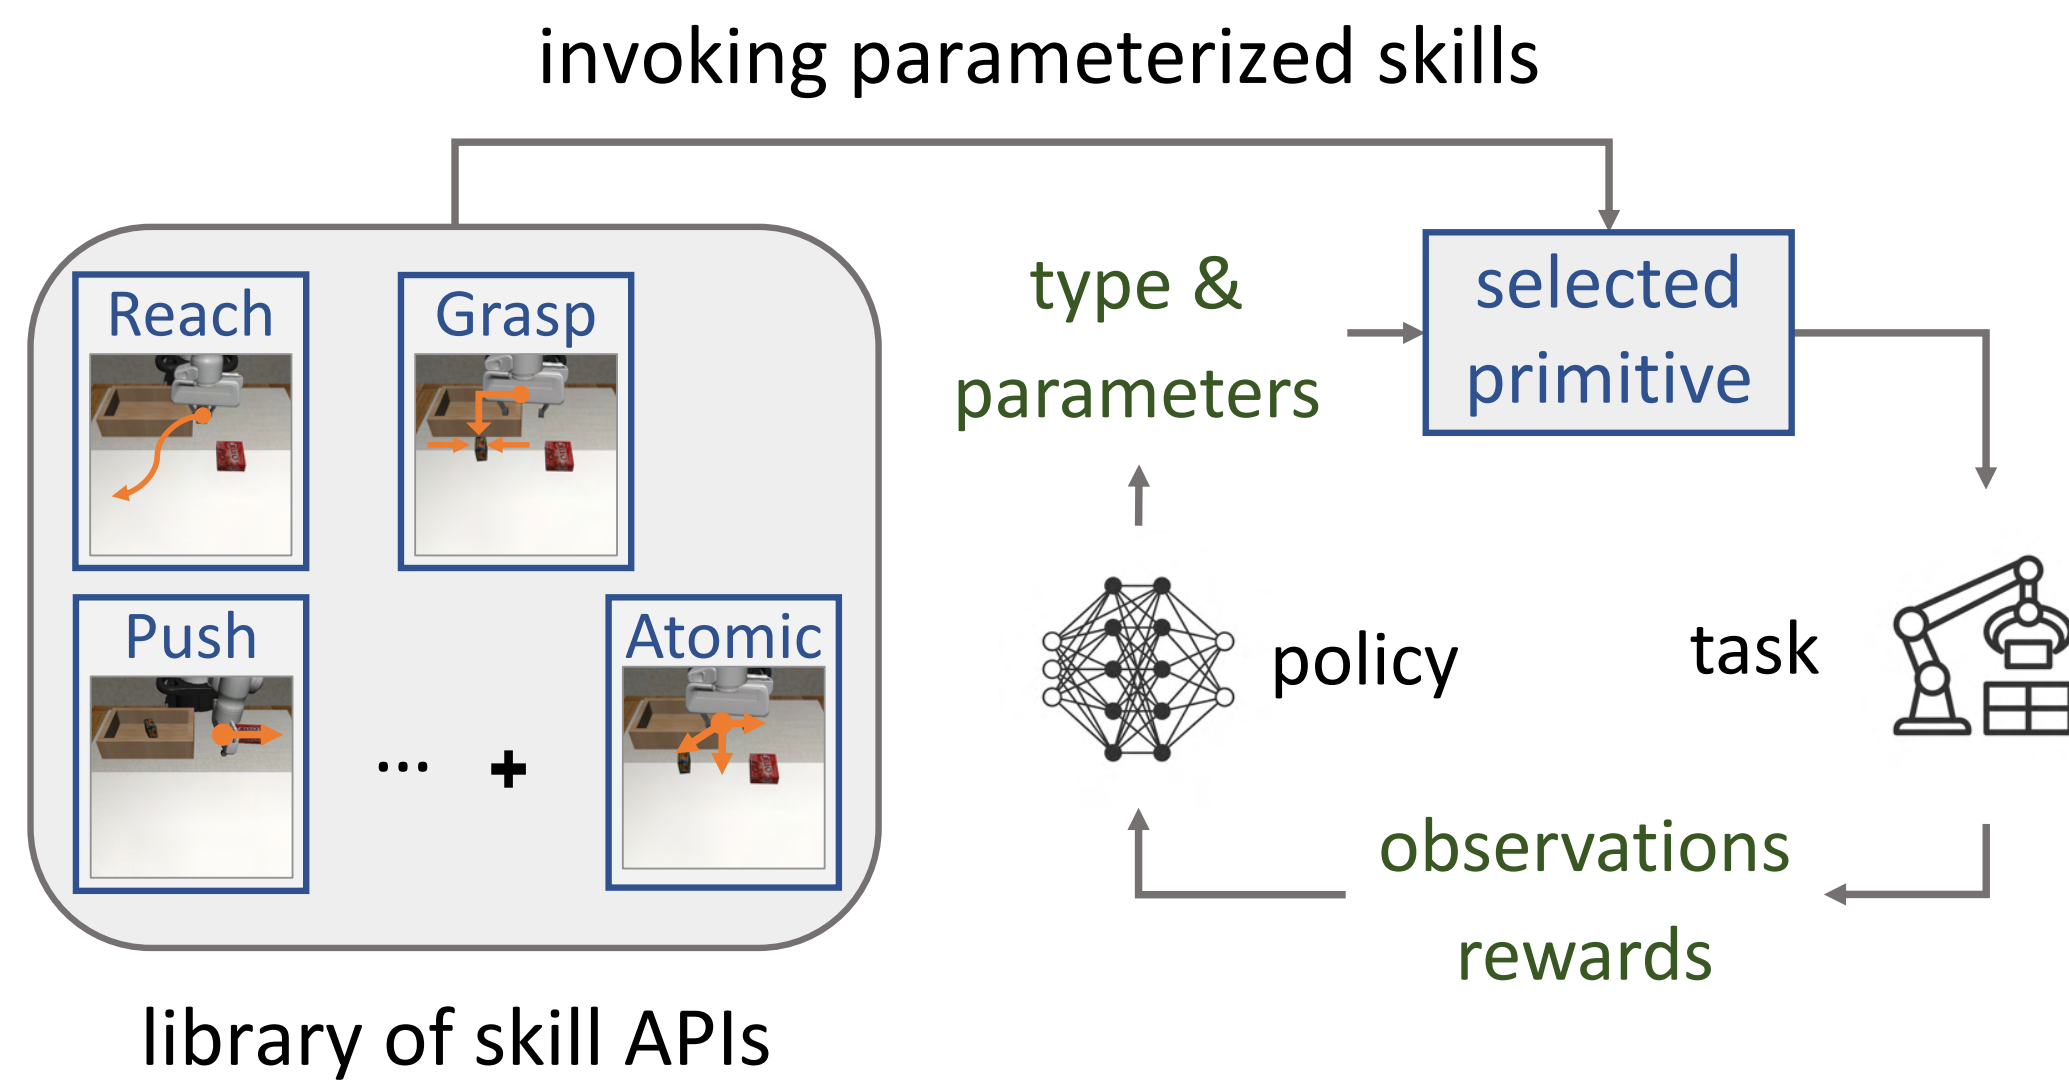 invoking parameterized skills
Reach
Grasp
Push
...
+
Atomic
library of skill APIs
type &
parameters
selected
primitive
policy
task
observations
rewards